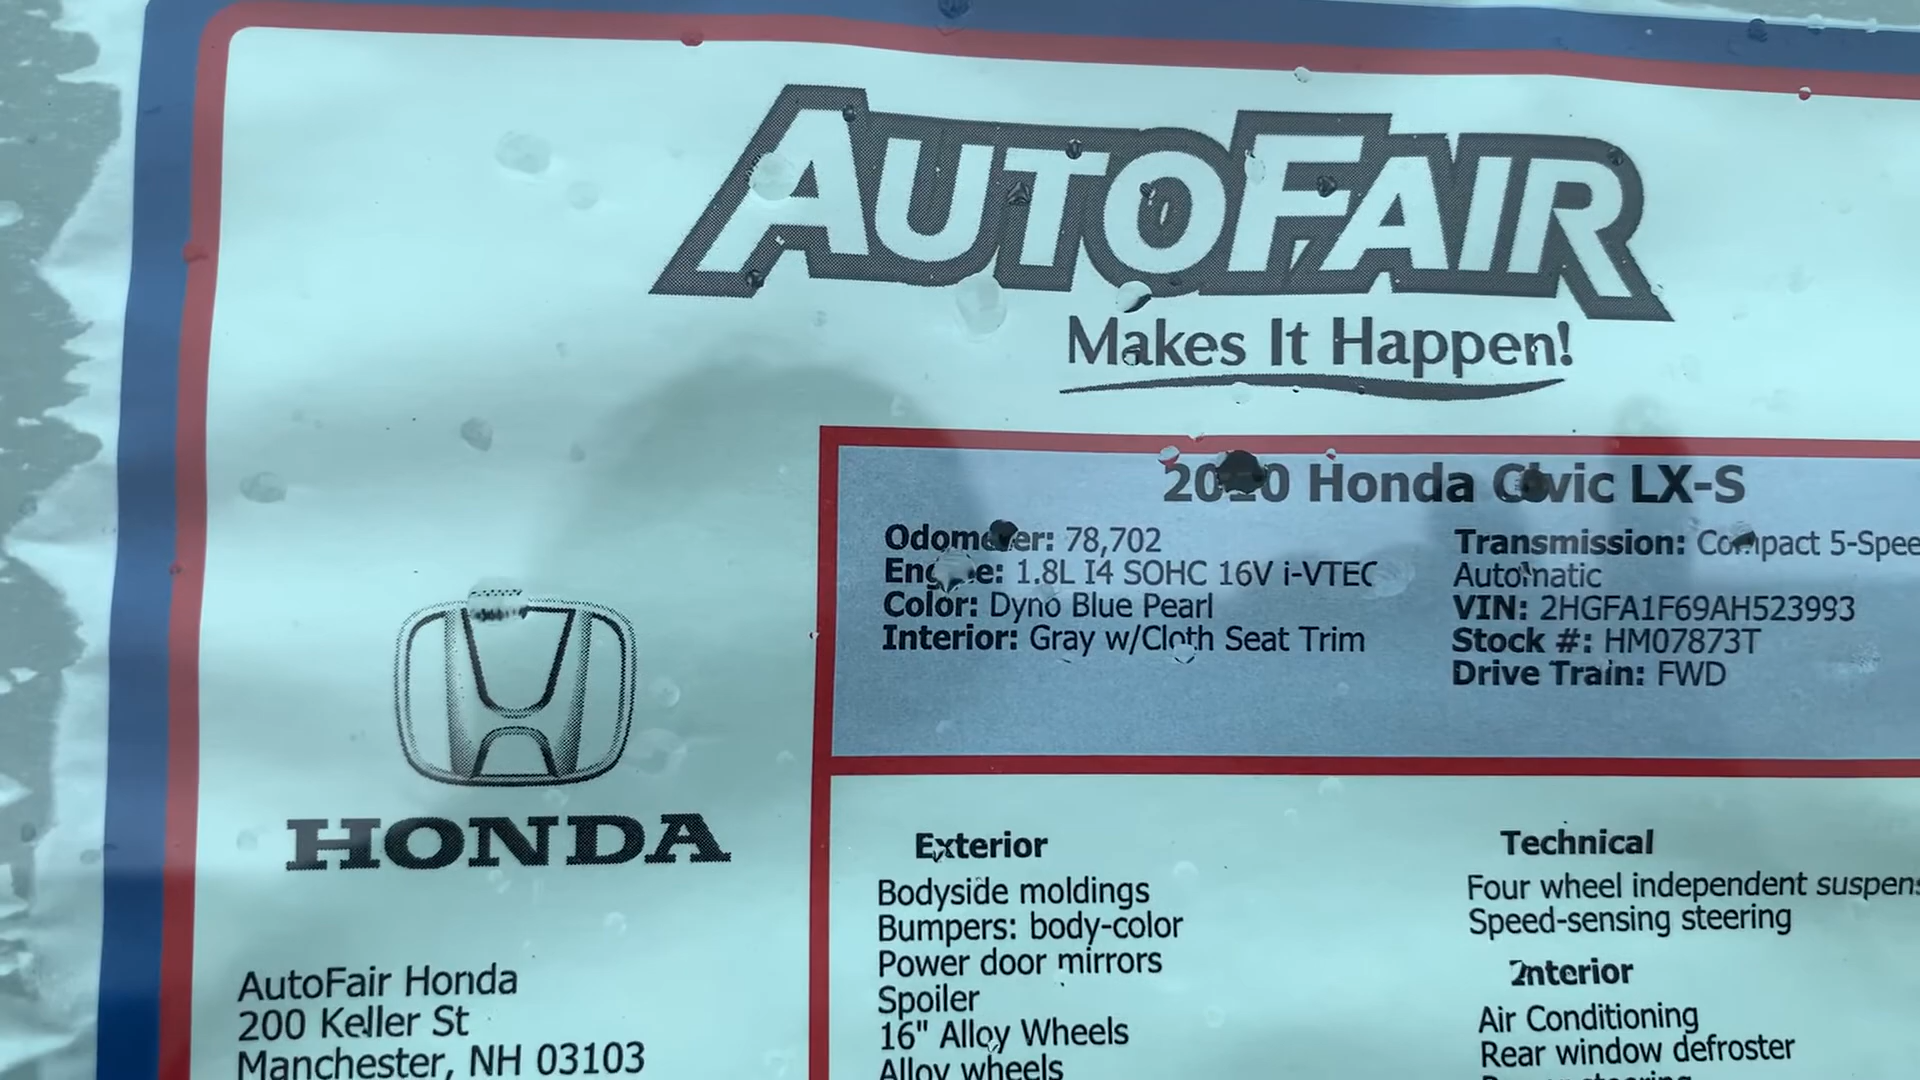 AUTOFAIR
Makes It Happen!
2010 Honda Civic LX-S
Odometer: 78,702
Engine: 1.8L I4 SOHC 16V i-VTEC
Color: Dyno Blue Pearl
Interior: Gray w/Cloth Seat Trim
Transmission: Compact 5-Spee
Automatic
VIN: 2HGFA1F69AH523993
Stock #: HM07873T
Drive Train: FWD
HONDA
AutoFair Honda
200 Keller St
Manchester, NH 03103
Exterior
Bodyside moldings
Bumpers: body-color
Power door mirrors
Spoiler
16" Alloy Wheels
Alloy wheels
Technical
Four wheel independent suspens
Speed-sensing steering
Interior
Air Conditioning
Rear window defroster